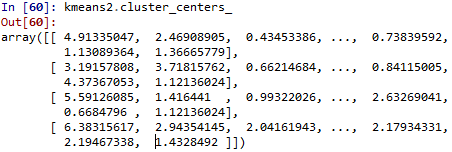 In [60]: kmeans2.cluster_centers_
Out[60]:
array([[ 4.91335047, 2.46908905, 0.43453386, ..., 0.73839592,
1.13089364, 1.36665779],
[ 3.19157808, 3.71815762, 0.66214684, ..., 0.84115005,
4.37367053, 1.12136024],
[ 5.59126085, 1.416441 , 0.99322026, ..., 2.63269041,
0.6684796 , 1.12136024],
[ 6.38315617, 2.94354145, 2.04161943, ..., 2.17934331,
2.19467338, 1.4328492 ]])